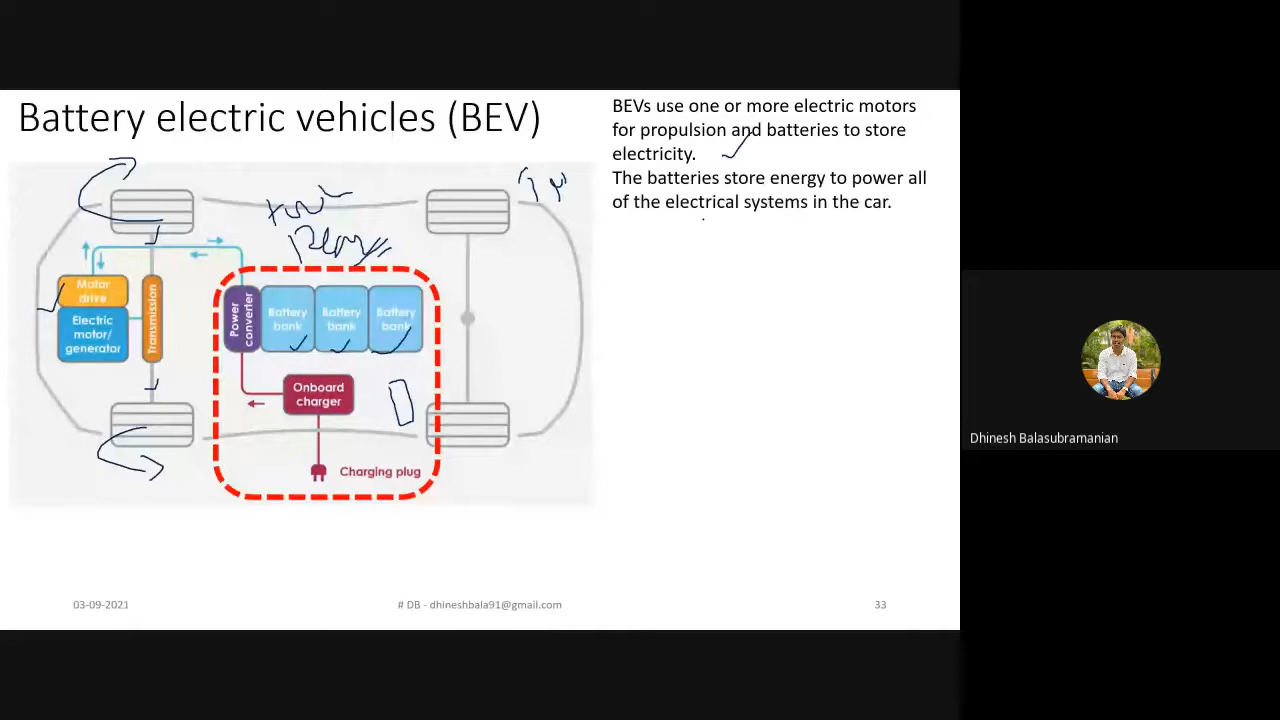 Battery electric vehicles (BEV)
BEVs use one or more electric motors
for propulsion and batteries to store
electricity.
The batteries store energy to power all
of the electrical systems in the car.
Motor
drive
Electric
motor/
generator
Transmission
Power
converter
Battery
bank
Battery
bank
Battery
bank
Onboard
charger
Charging plug
Dhinesh Balasubramanian
03-09-2021
# DB - dhineshbala91@gmail.com
33